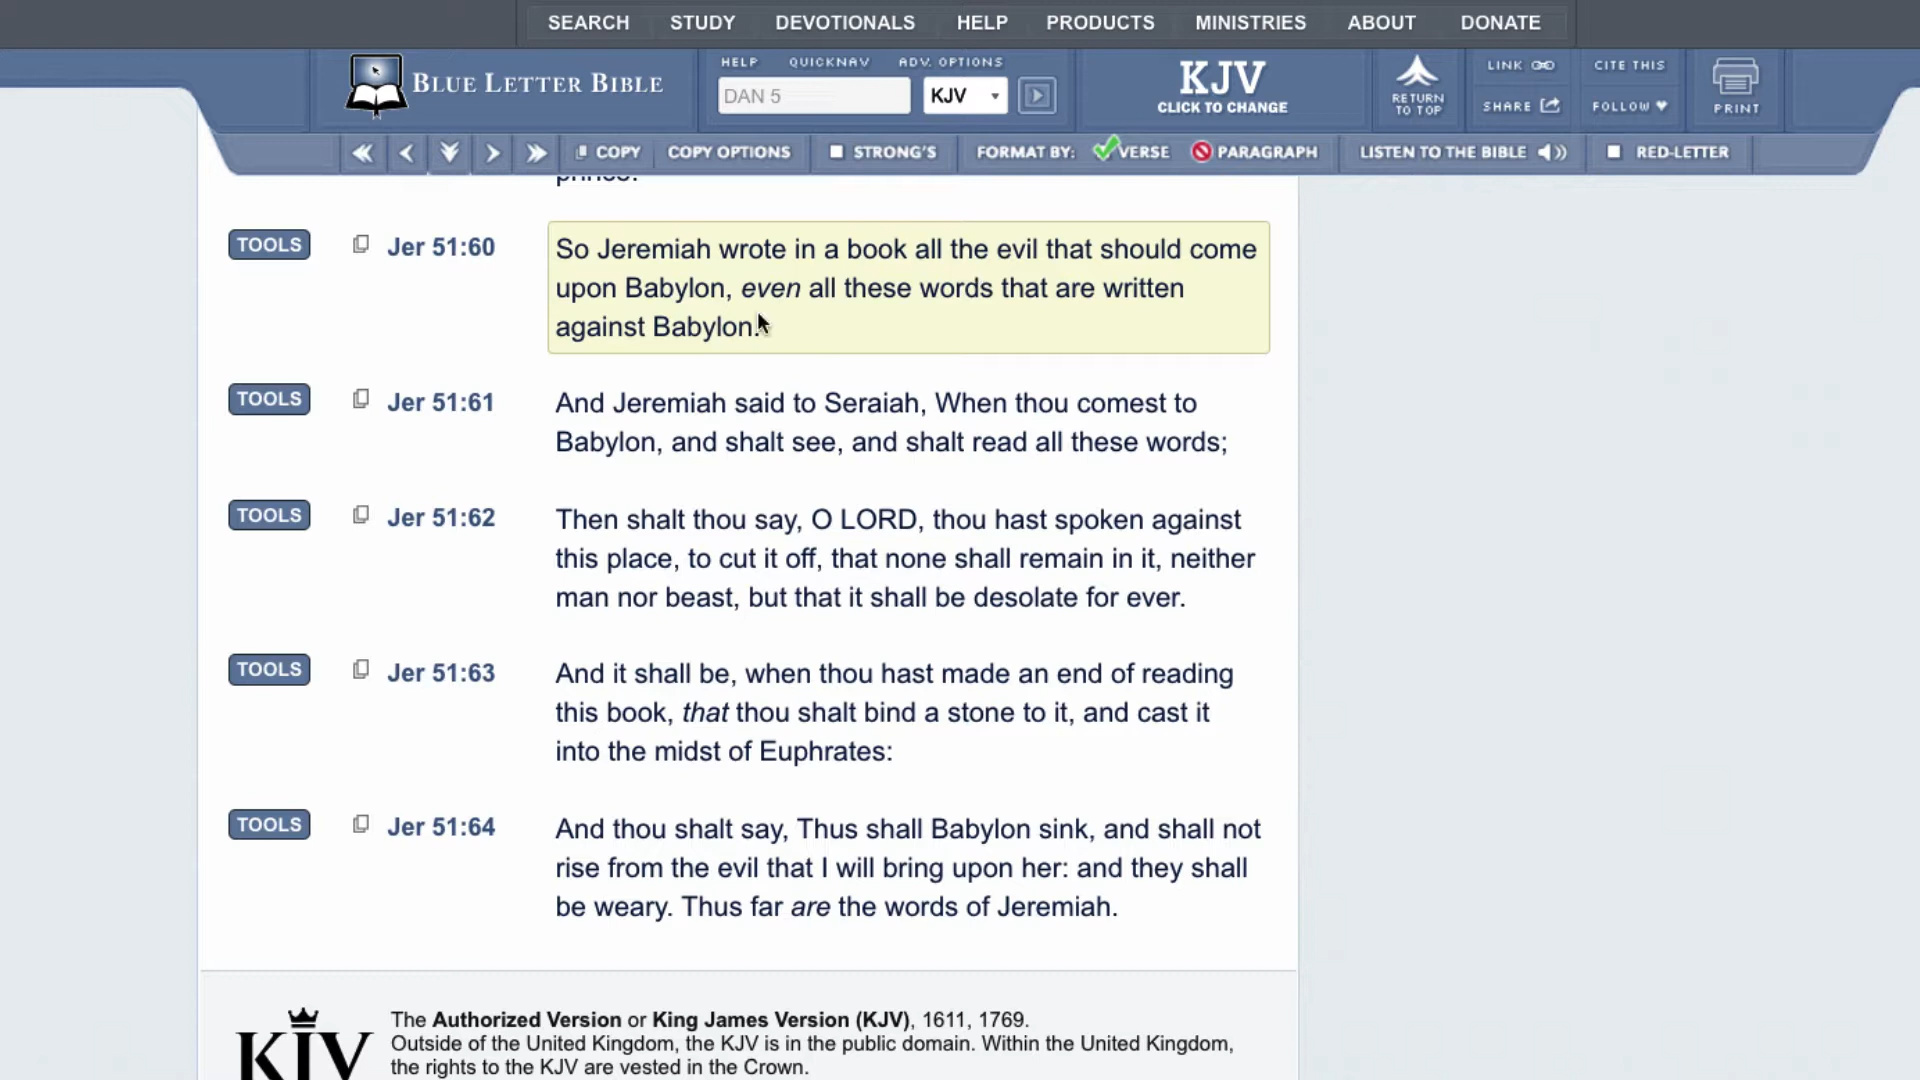 SEARCH STUDY DEVOTIONALS HELP PRODUCTS MINISTRIES ABOUT DONATE
BLUE LETTER BIBLE
HELP QUICKNAV ADV. OPTIONS
DAN 5 KJV
KJV
CLICK TO CHANGE
RETURN
TO TOP
LINK
SHARE
CITE THIS
FOLLOW
PRINT
COPY COPY OPTIONS STRONG'S FORMAT BY: VERSE PARAGRAPH LISTEN TO THE BIBLE RED-LETTER
prince.
TOOLS Jer 51:60 So Jeremiah wrote in a book all the evil that should come
upon Babylon, even all these words that are written
against Babylon.
TOOLS Jer 51:61 And Jeremiah said to Seraiah, When thou comest to
Babylon, and shalt see, and shalt read all these words;
TOOLS Jer 51:62 Then shalt thou say, O LORD, thou hast spoken against
this place, to cut it off, that none shall remain in it, neither
man nor beast, but that it shall be desolate for ever.
TOOLS Jer 51:63 And it shall be, when thou hast made an end of reading
this book, that thou shalt bind a stone to it, and cast it
into the midst of Euphrates:
TOOLS Jer 51:64 And thou shalt say, Thus shall Babylon sink, and shall not
rise from the evil that I will bring upon her: and they shall
be weary. Thus far are the words of Jeremiah.
KJV
The Authorized Version or King James Version (KJV), 1611, 1769.
Outside of the United Kingdom, the KJV is in the public domain. Within the United Kingdom,
the rights to the KJV are vested in the Crown.